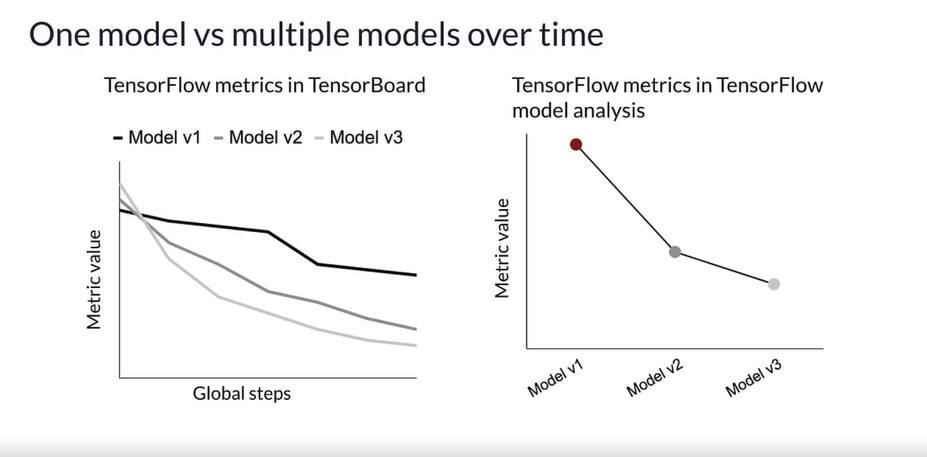 One model vs multiple models over time
TensorFlow metrics in TensorBoard
Model v1 Model v2 Model v3
Metric value
Global steps
TensorFlow metrics in TensorFlow
model analysis
Metric value
Model v1
Model v2
Model v3